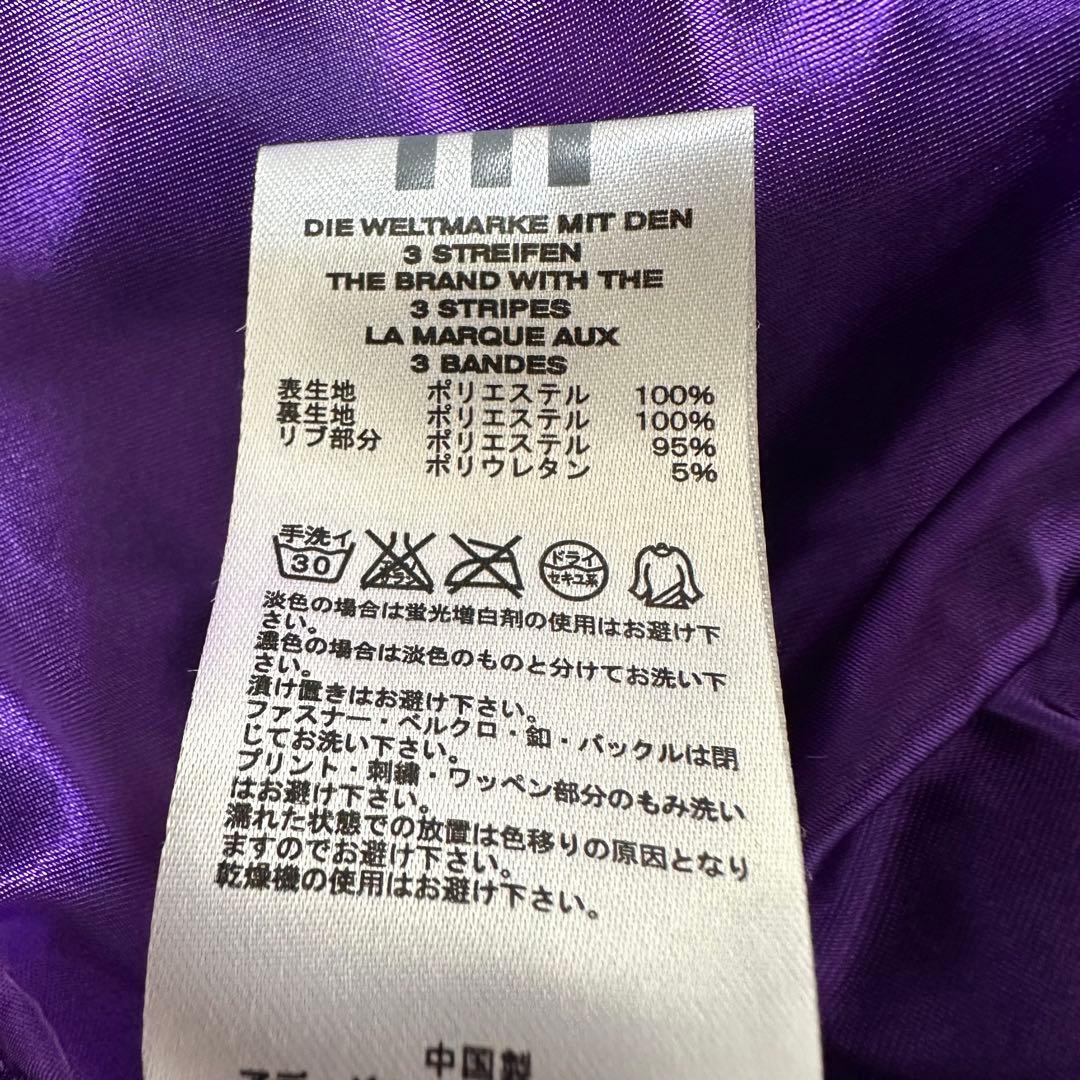 DIE WELTMARKE MIT DEN
3 STREIFEN
THE BRAND WITH THE
3 STRIPES
LA MARQUE AUX
3 BANDES
表生地 ポリエステル 100%
裏生地 ポリエステル 100%
リブ部分 ポリエステル 95%
ポリウレタン 5%
手洗イ
30
ドライ
セキユ系
淡色の場合は蛍光増白剤の使用はお避け下
さい。
濃色の場合は淡色のものと分けてお洗い下
さい。
漬け置きはお避け下さい。
ファスナー・ベルクロ・釦・バックルは閉
じてお洗い下さい。
プリント・刺繍・ワッペン部分のもみ洗い
はお避け下さい。
濡れた状態での放置は色移りの原因となり
ますのでお避け下さい。
乾燥機の使用はお避け下さい。
中国製